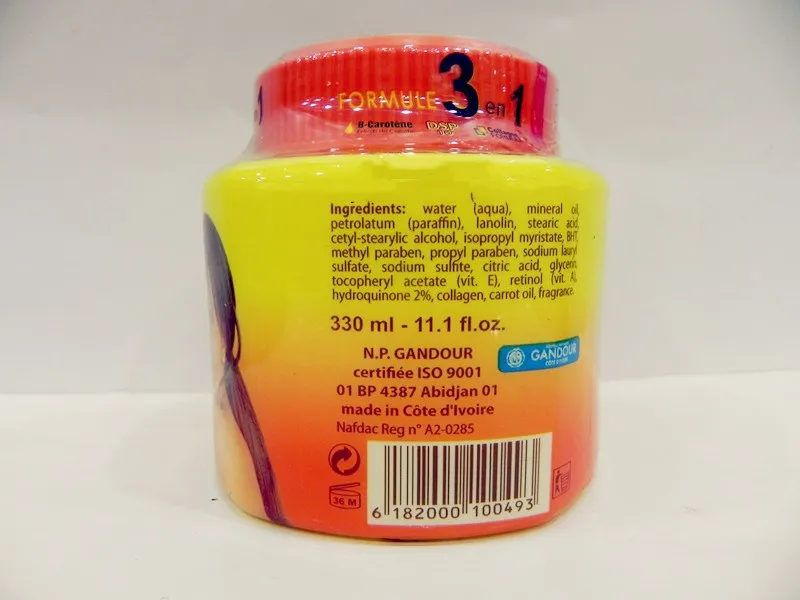 FORMULE 3 en 1
B-Carotène
DSP
Collagen
Ingredients: water (aqua), mineral oil,
petrolatum (paraffin), lanolin, stearic acid,
cetyl-stearylic alcohol, isopropyl myristate, BHT,
methyl paraben, propyl paraben, sodium lauryl
sulfate, sodium sulfite, citric acid, glycerin,
tocopheryl acetate (vit. E), retinol (vit. A),
hydroquinone 2%, collagen, carrot oil, fragrance.
330 ml - 11.1 fl.oz.
GANDOUR
N.P. GANDOUR
certifiée ISO 9001
01 BP 4387 Abidjan 01
made in Côte d'Ivoire
Nafdac Reg n° A2-0285
36 M
6 182000 100493